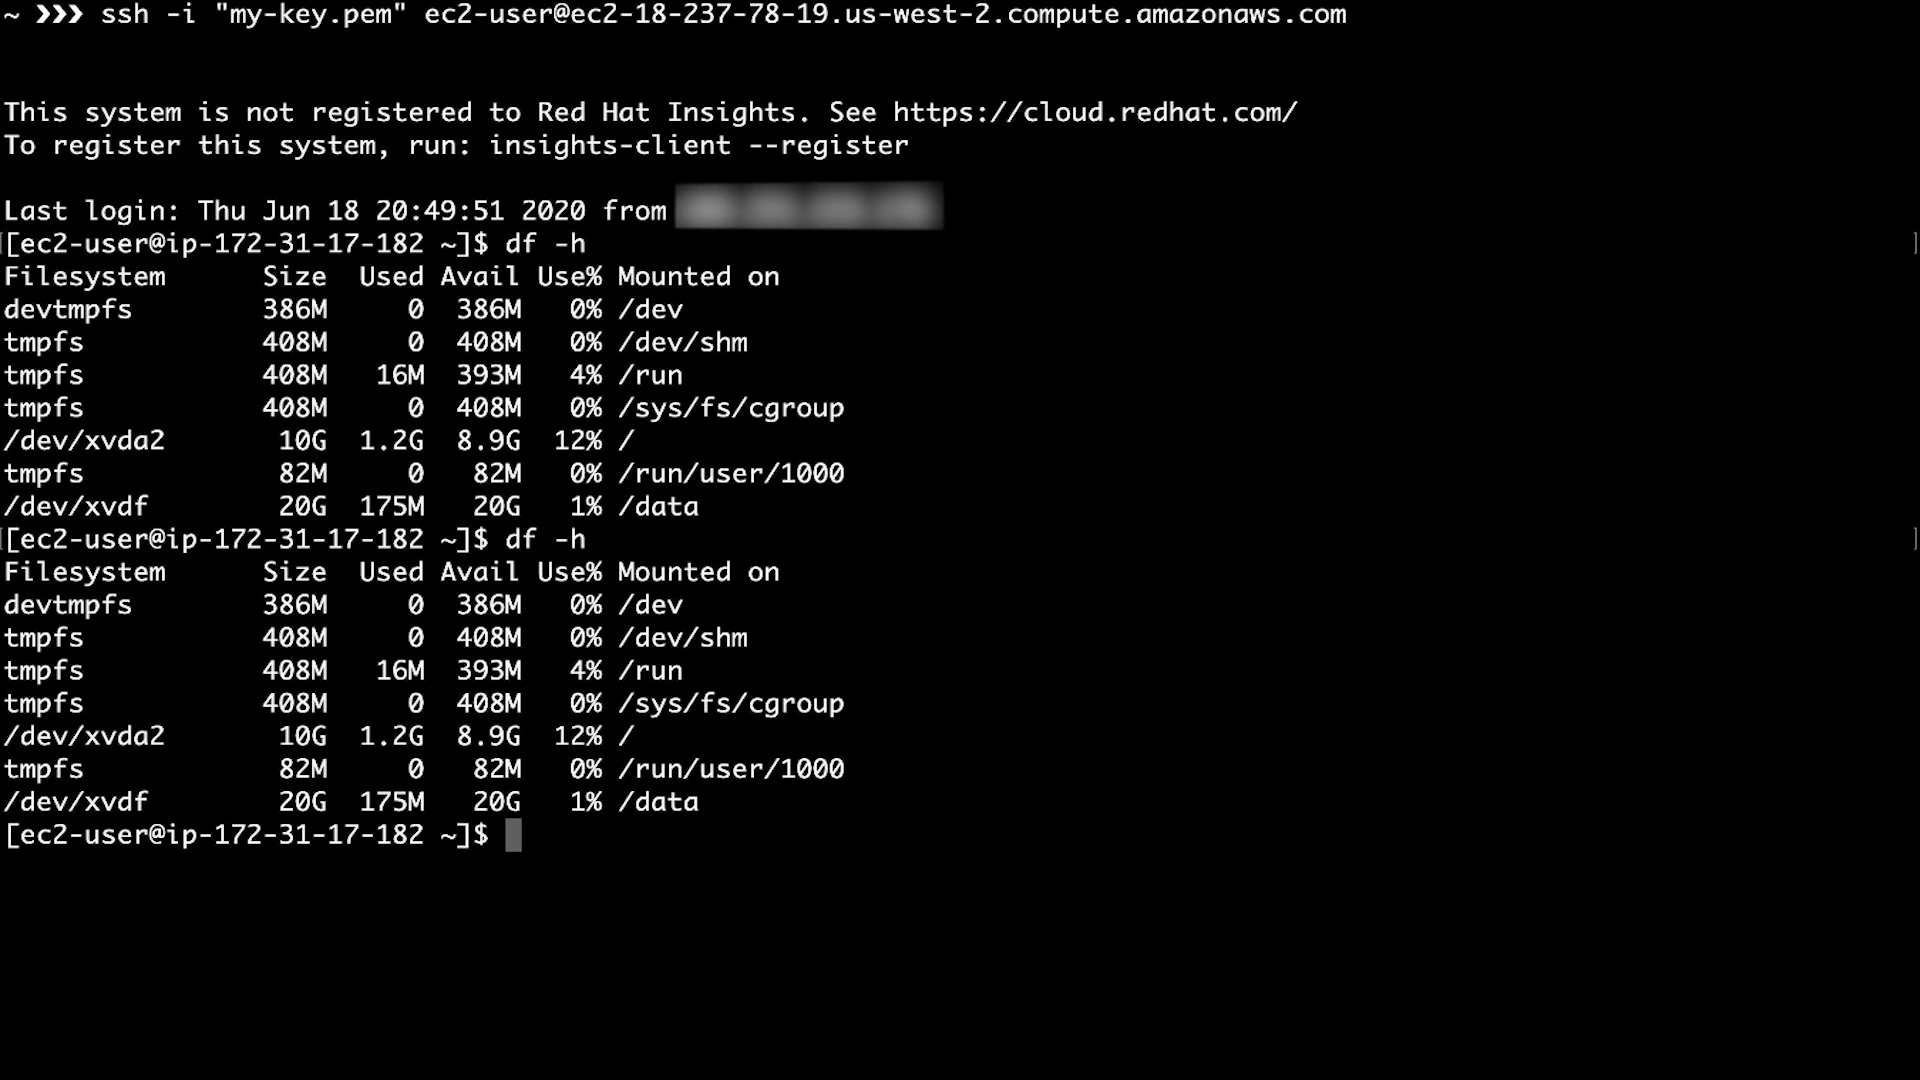 ~ ❯❯❯ ssh -i "my-key.pem" ec2-user@ec2-18-237-78-19.us-west-2.compute.amazonaws.com
This system is not registered to Red Hat Insights. See https://cloud.redhat.com/
To register this system, run: insights-client --register
Last login: Thu Jun 18 20:49:51 2020 from
[ec2-user@ip-172-31-17-182 ~]$ df -h
Filesystem      Size  Used Avail Use% Mounted on
devtmpfs        386M     0  386M   0% /dev
tmpfs           408M     0  408M   0% /dev/shm
tmpfs           408M   16M  393M   4% /run
tmpfs           408M     0  408M   0% /sys/fs/cgroup
/dev/xvda2       10G  1.2G  8.9G  12% /
tmpfs            82M     0   82M   0% /run/user/1000
/dev/xvdf        20G  175M   20G   1% /data
[ec2-user@ip-172-31-17-182 ~]$ df -h
Filesystem      Size  Used Avail Use% Mounted on
devtmpfs        386M     0  386M   0% /dev
tmpfs           408M     0  408M   0% /dev/shm
tmpfs           408M   16M  393M   4% /run
tmpfs           408M     0  408M   0% /sys/fs/cgroup
/dev/xvda2       10G  1.2G  8.9G  12% /
tmpfs            82M     0   82M   0% /run/user/1000
/dev/xvdf        20G  175M   20G   1% /data
[ec2-user@ip-172-31-17-182 ~]$